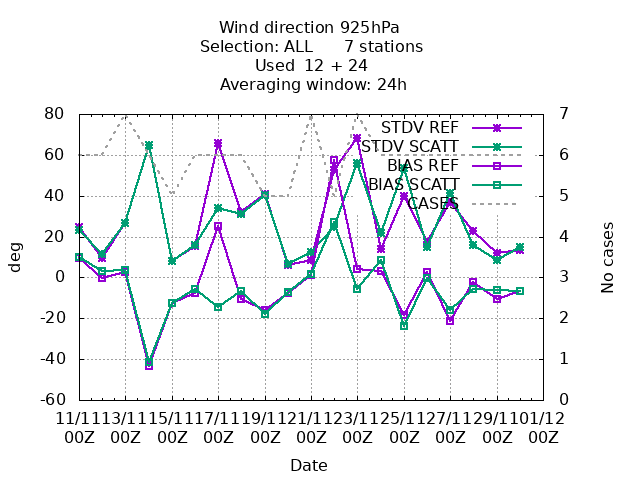 Wind direction 925hPa
Selection: ALL 7 stations
Used 12 + 24
Averaging window: 24h
80 7
STDV REF
STDV SCATT
60 6
BIAS REF
BIAS SCATT
40 5
CASES
20 4
deg
No cases
0 3
-20 2
-40 1
-60 0
11/11 13/11 15/11 17/11 19/11 21/11 23/11 25/11 27/11 29/11 01/12
00Z 00Z 00Z 00Z 00Z 00Z 00Z 00Z 00Z 00Z 00Z
Date